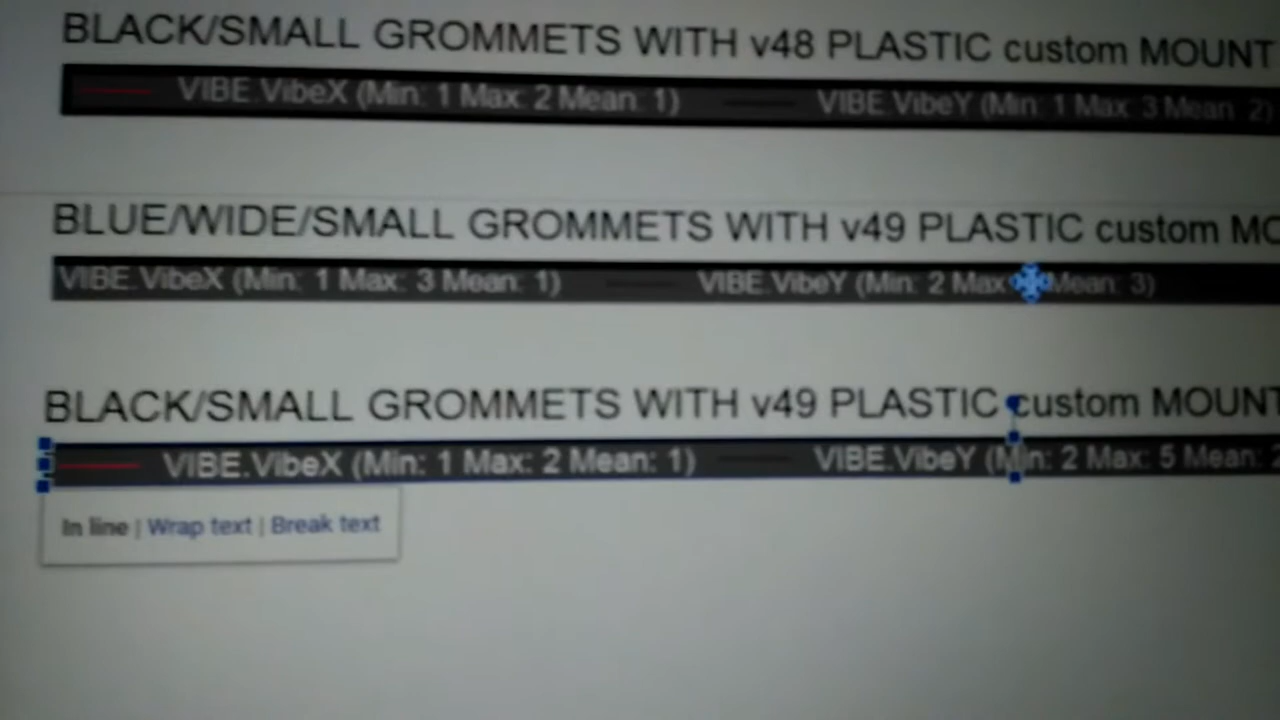 BLACK/SMALL GROMMETS WITH v48 PLASTIC custom MOUNT
VIBE.VibeX (Min: 1 Max: 2 Mean: 1) VIBE.VibeY (Min: 1 Max: 3 Mean: 2)
BLUE/WIDE/SMALL GROMMETS WITH v49 PLASTIC custom MO
VIBE.VibeX (Min: 1 Max: 3 Mean: 1) VIBE.VibeY (Min: 2 Max Mean: 3)
BLACK/SMALL GROMMETS WITH v49 PLASTIC custom MOUNT
VIBE.VibeX (Min: 1 Max: 2 Mean: 1) VIBE.VibeY (Min: 2 Max: 5 Mean: 2
In line | Wrap text | Break text